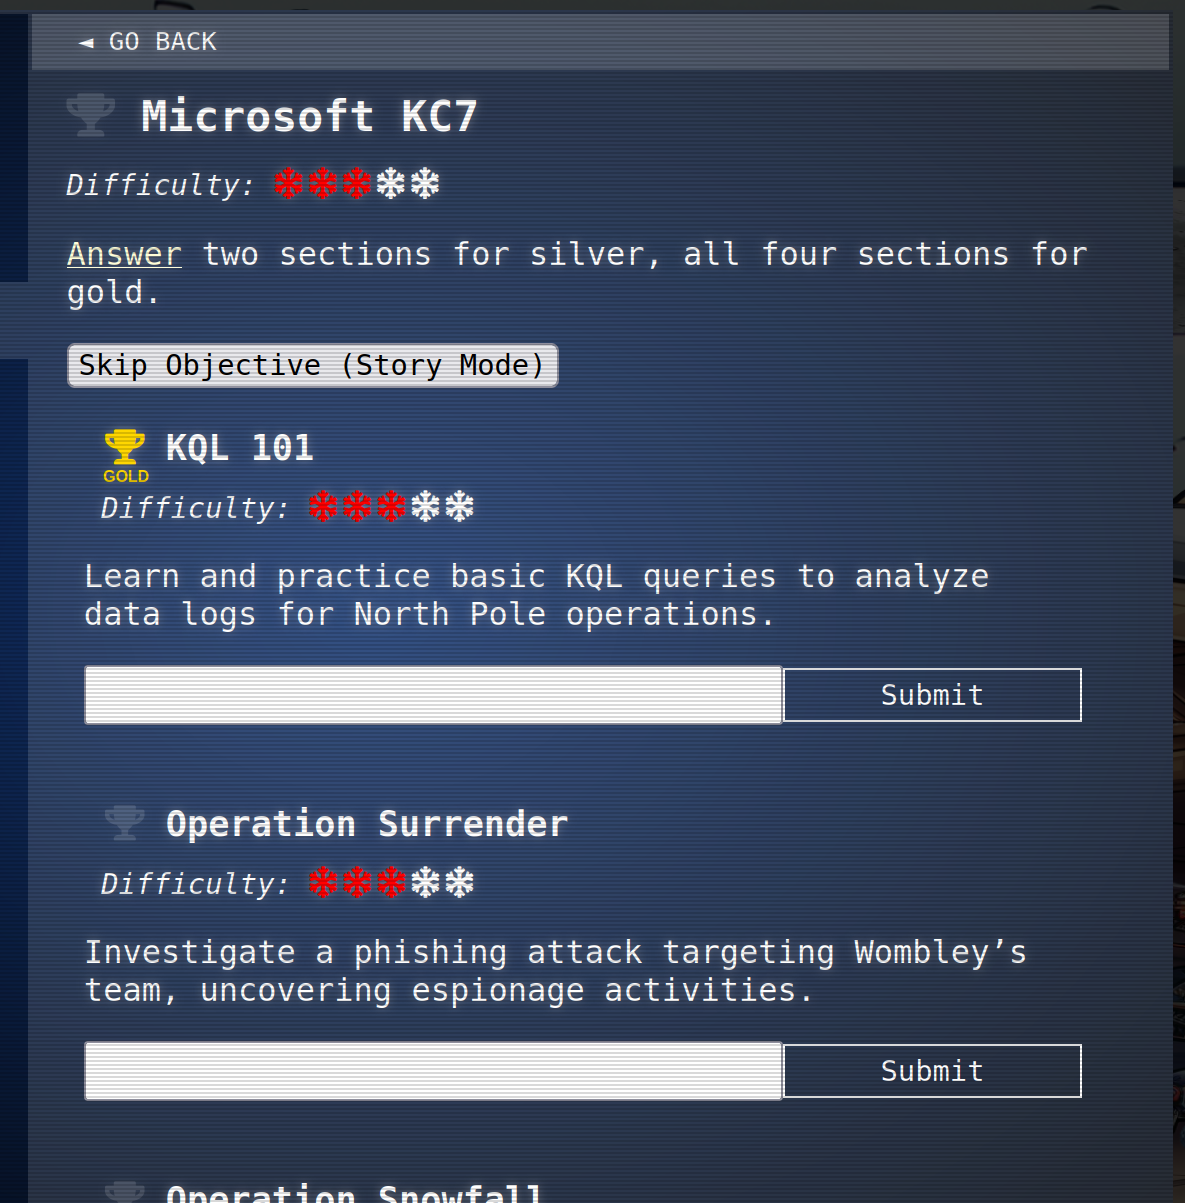 ◄ GO BACK
Microsoft KC7
Difficulty:
Answer two sections for silver, all four sections for
gold.
Skip Objective (Story Mode)
KQL 101
GOLD
Difficulty:
Learn and practice basic KQL queries to analyze
data logs for North Pole operations.
Submit
Operation Surrender
Difficulty:
Investigate a phishing attack targeting Wombley’s
team, uncovering espionage activities.
Submit
Operation Snowfall